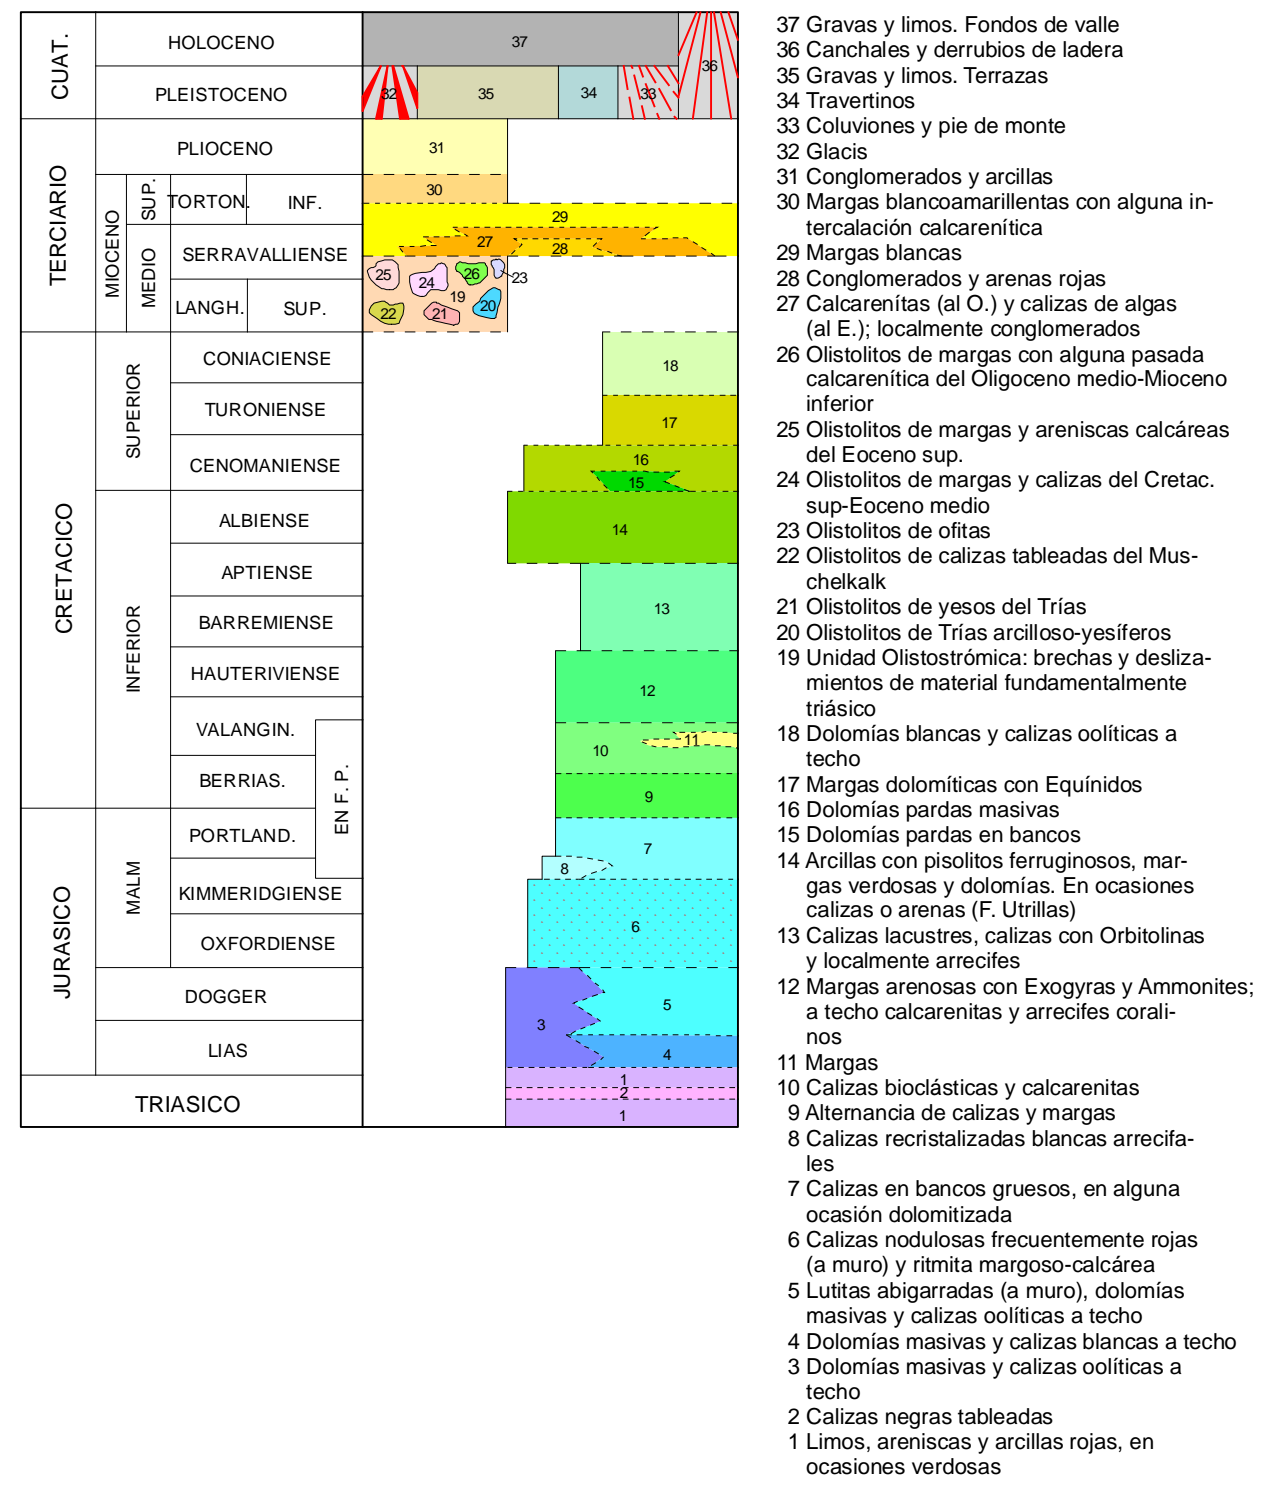 CUAT.
HOLOCENO
PLEISTOCENO
TERCIARIO
PLIOCENO
MIOCENO
SUP.
TORTON.
INF.
MEDIO
SERRAVALLIENSE
LANGH.
SUP.
CRETACICO
SUPERIOR
CONIACIENSE
TURONIENSE
CENOMANIENSE
INFERIOR
ALBIENSE
APTIENSE
BARREMIENSE
HAUTERIVIENSE
VALANGIN.
BERRIAS.
EN F. P.
JURASICO
MALM
PORTLAND.
KIMMERIDGIENSE
OXFORDIENSE
DOGGER
LIAS
TRIASICO
37
36
32
35
34
33
31
30
29
27
28
25
24
26
23
19
22
21
20
18
17
16
15
14
13
12
11
10
9
7
8
6
5
3
4
1
2
1
37 Gravas y limos. Fondos de valle
36 Canchales y derrubios de ladera
35 Gravas y limos. Terrazas
34 Travertinos
33 Coluviones y pie de monte
32 Glacis
31 Conglomerados y arcillas
30 Margas blancoamarillentas con alguna in-
tercalación calcarenítica
29 Margas blancas
28 Conglomerados y arenas rojas
27 Calcarenítas (al O.) y calizas de algas
(al E.); localmente conglomerados
26 Olistolitos de margas con alguna pasada
calcarenítica del Oligoceno medio-Mioceno
inferior
25 Olistolitos de margas y areniscas calcáreas
del Eoceno sup.
24 Olistolitos de margas y calizas del Cretac.
sup-Eoceno medio
23 Olistolitos de ofitas
22 Olistolitos de calizas tableadas del Mus-
chelkalk
21 Olistolitos de yesos del Trías
20 Olistolitos de Trías arcilloso-yesíferos
19 Unidad Olistostrómica: brechas y desliza-
mientos de material fundamentalmente
triásico
18 Dolomías blancas y calizas oolíticas a
techo
17 Margas dolomíticas con Equínidos
16 Dolomías pardas masivas
15 Dolomías pardas en bancos
14 Arcillas con pisolitos ferruginosos, mar-
gas verdosas y dolomías. En ocasiones
calizas o arenas (F. Utrillas)
13 Calizas lacustres, calizas con Orbitolinas
y localmente arrecifes
12 Margas arenosas con Exogyras y Ammonites;
a techo calcarenitas y arrecifes corali-
nos
11 Margas
10 Calizas bioclásticas y calcarenitas
9 Alternancia de calizas y margas
8 Calizas recristalizadas blancas arrecifa-
les
7 Calizas en bancos gruesos, en alguna
ocasión dolomitizada
6 Calizas nodulosas frecuentemente rojas
(a muro) y ritmita margoso-calcárea
5 Lutitas abigarradas (a muro), dolomías
masivas y calizas oolíticas a techo
4 Dolomías masivas y calizas blancas a techo
3 Dolomías masivas y calizas oolíticas a
techo
2 Calizas negras tableadas
1 Limos, areniscas y arcillas rojas, en
ocasiones verdosas